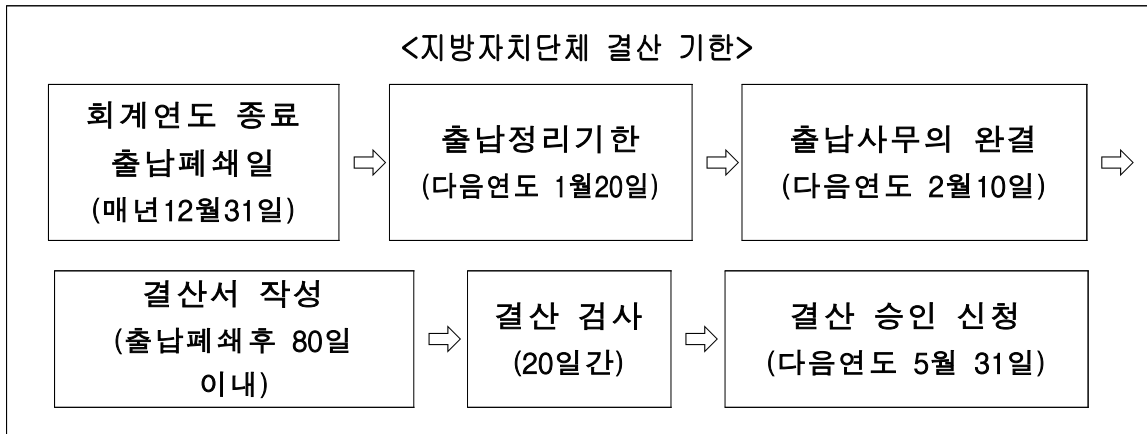 <지방자치단체 결산 기한>
회계연도 종료
출납폐쇄일
(매년12월31일)
⇨
출납정리기한
(다음연도 1월20일)
⇨
출납사무의 완결
(다음연도 2월10일)
⇨
결산서 작성
(출납폐쇄후 80일
이내)
⇨
결산 검사
(20일간)
⇨
결산 승인 신청
(다음연도 5월 31일)